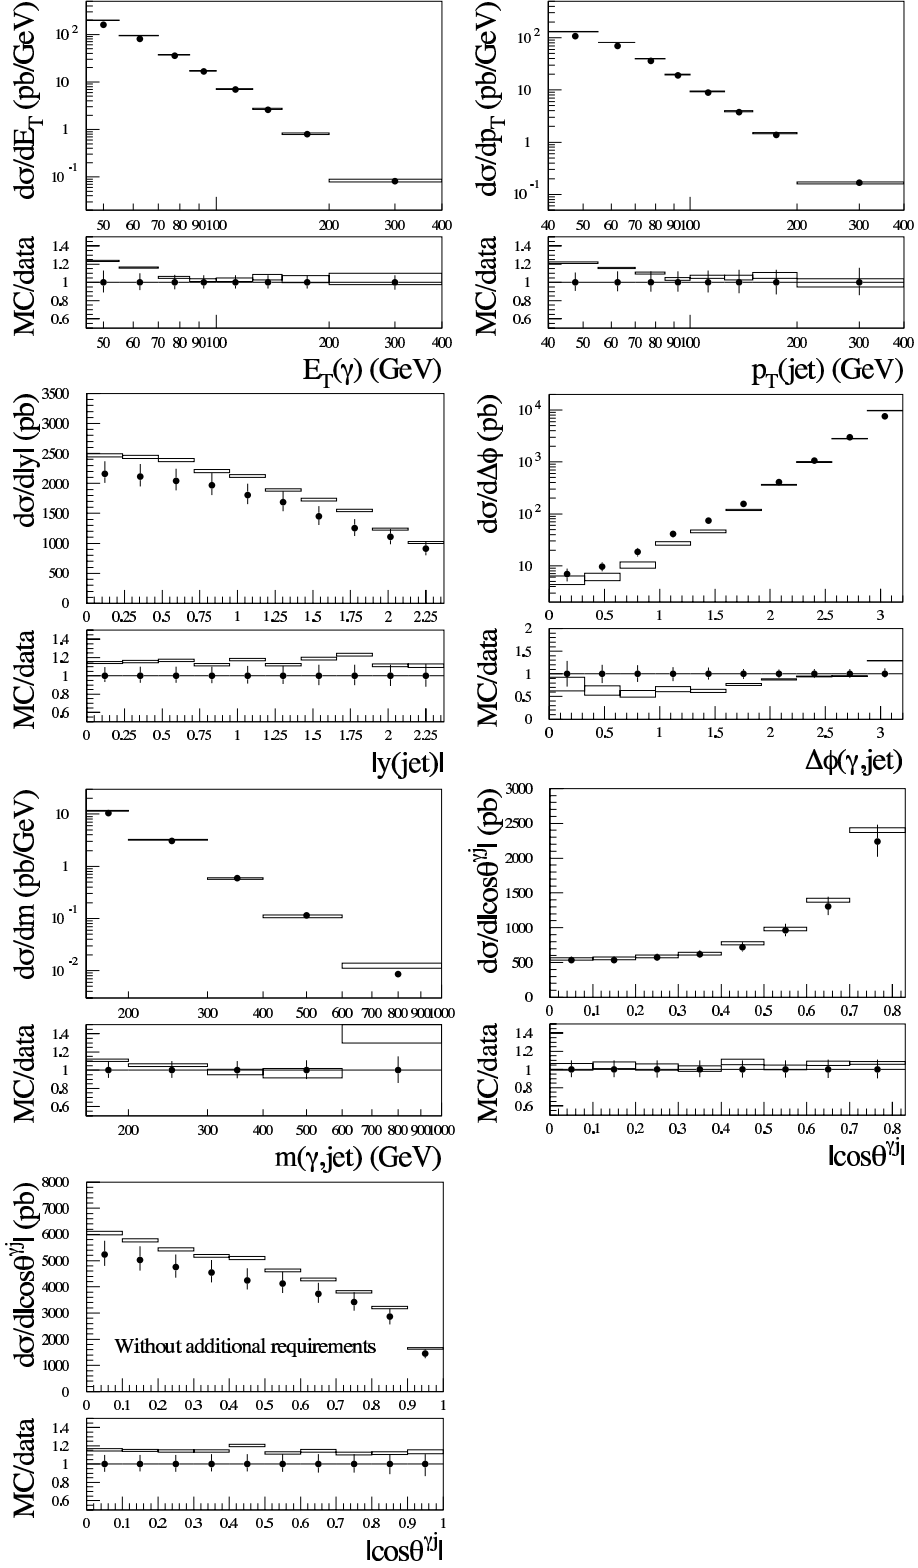 dσ/dE_T (pb/GeV)
10²
10
1
10⁻¹
50 60 70 80 90100 200 300 400
MC/data
1.4
1.2
1
0.8
0.6
50 60 70 80 90100 200 300 400
E_T(γ) (GeV)
dσ/dp_T (pb/GeV)
10²
10
1
10⁻¹
40 50 60 70 80 90100 200 300 400
MC/data
1.4
1.2
1
0.8
0.6
40 50 60 70 80 90100 200 300 400
p_T(jet) (GeV)
dσ/d|y| (pb)
3500
3000
2500
2000
1500
1000
500
0
0 0.25 0.5 0.75 1 1.25 1.5 1.75 2 2.25
MC/data
1.4
1.2
1
0.8
0.6
0 0.25 0.5 0.75 1 1.25 1.5 1.75 2 2.25
|y(jet)|
dσ/dΔϕ (pb)
10⁴
10³
10²
10
0 0.5 1 1.5 2 2.5 3
MC/data
2
1.5
1
0.5
0
0 0.5 1 1.5 2 2.5 3
Δϕ(γ,jet)
dσ/dm (pb/GeV)
10
1
10⁻¹
10⁻²
200 300 400 500 600 700 800 9001000
MC/data
1.4
1.2
1
0.8
0.6
200 300 400 500 600 700 800 9001000
m(γ,jet) (GeV)
dσ/d|cosθ^γj| (pb)
3000
2500
2000
1500
1000
500
0
0 0.1 0.2 0.3 0.4 0.5 0.6 0.7 0.8
MC/data
1.4
1.2
1
0.8
0.6
0 0.1 0.2 0.3 0.4 0.5 0.6 0.7 0.8
|cosθ^γj|
dσ/d|cosθ^γj| (pb)
8000
7000
6000
5000
4000
3000
2000
1000
0
Without additional requirements
0 0.1 0.2 0.3 0.4 0.5 0.6 0.7 0.8 0.9 1
MC/data
1.4
1.2
1
0.8
0.6
0 0.1 0.2 0.3 0.4 0.5 0.6 0.7 0.8 0.9 1
|cosθ^γj|